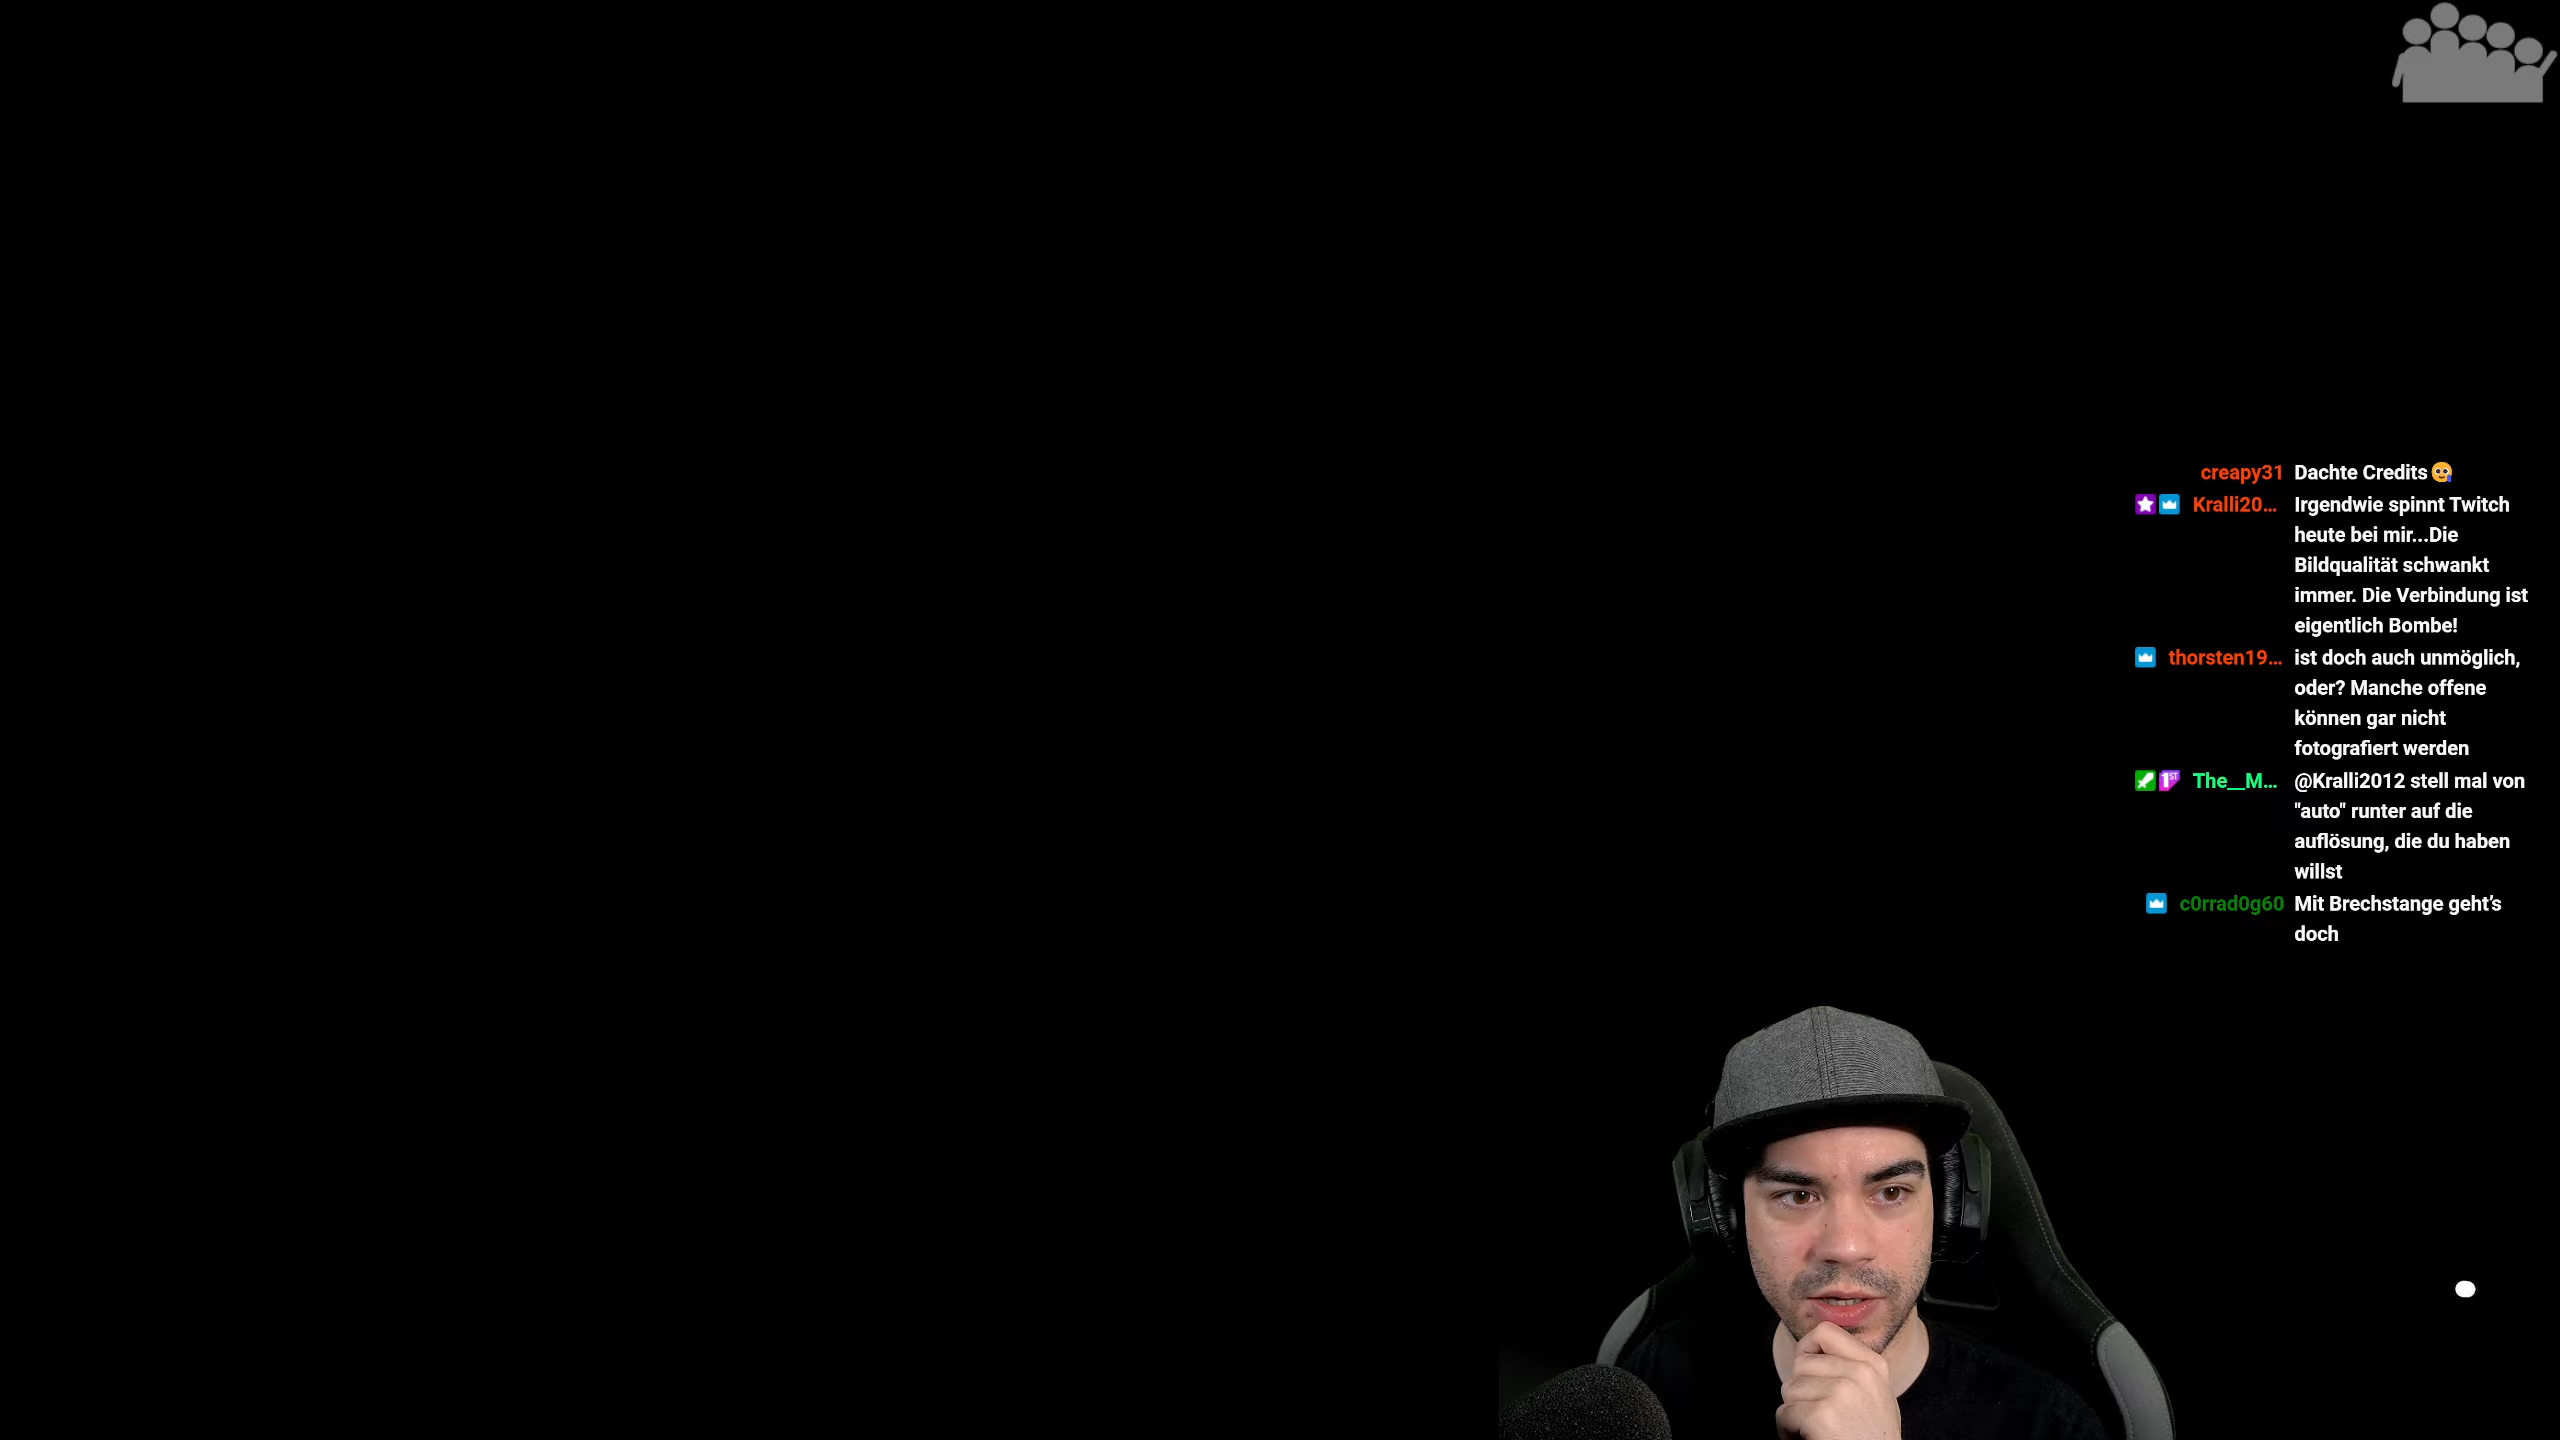 creapy31 Dachte Credits
Kralli20... Irgendwie spinnt Twitch
heute bei mir...Die
Bildqualität schwankt
immer. Die Verbindung ist
eigentlich Bombe!
thorsten19... ist doch auch unmöglich,
oder? Manche offene
können gar nicht
fotografiert werden
The__M... @Kralli2012 stell mal von
"auto" runter auf die
auflösung, die du haben
willst
c0rrad0g60 Mit Brechstange geht’s
doch